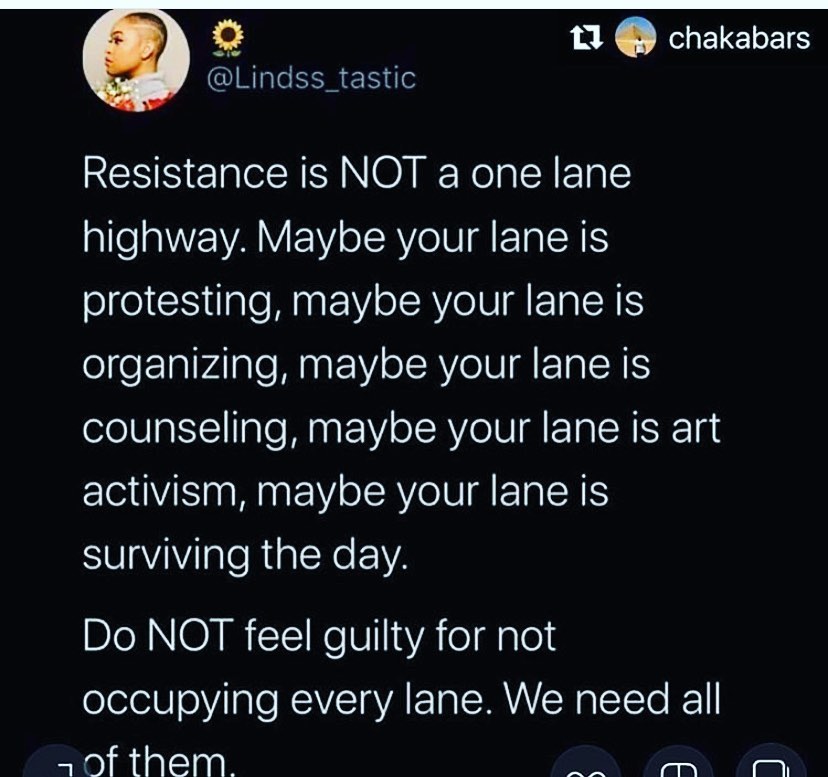 chakabars
@Lindss_tastic
Resistance is NOT a one lane
highway. Maybe your lane is
protesting, maybe your lane is
organizing, maybe your lane is
counseling, maybe your lane is art
activism, maybe your lane is
surviving the day.
Do NOT feel guilty for not
occupying every lane. We need all
of them.